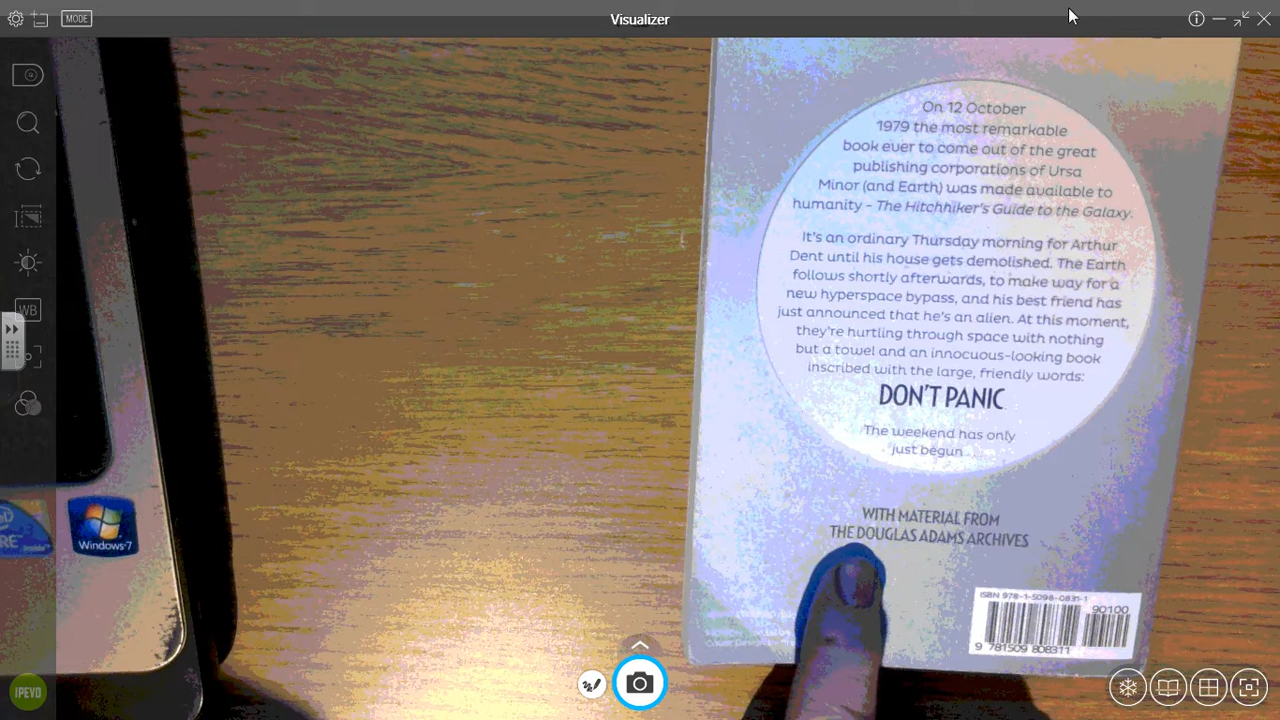 MODE
Visualizer
WB
On 12 October
1979 the most remarkable
book ever to come out of the great
publishing corporations of Ursa
Minor (and Earth) was made available to
humanity – The Hitchhiker's Guide to the Galaxy.
It's an ordinary Thursday morning for Arthur
Dent until his house gets demolished. The Earth
follows shortly afterwards, to make way for a
new hyperspace bypass, and his best friend has
just announced that he's an alien. At this moment,
they're hurtling through space with nothing
but a towel and an innocuous-looking book
inscribed with the large, friendly words:
DON'T PANIC
The weekend has only
just begun . . .
WITH MATERIAL FROM
THE DOUGLAS ADAMS ARCHIVES
Windows 7
ISBN 978-1-5098-0831-1
90100
9 781509 808311
IPEVO